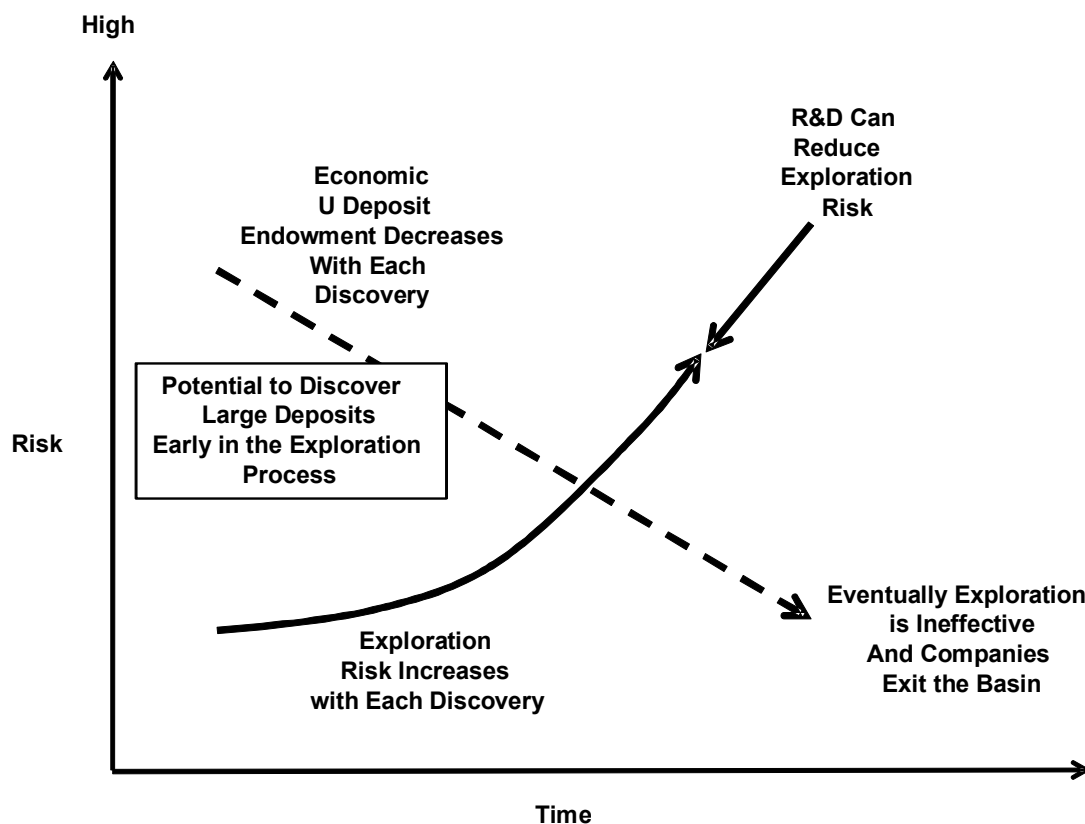 High
R&D Can
Reduce
Exploration
Risk
Economic
U Deposit
Endowment Decreases
With Each
Discovery
Potential to Discover
Large Deposits
Early in the Exploration
Process
Risk
Eventually Exploration
is Ineffective
And Companies
Exit the Basin
Exploration
Risk Increases
with Each Discovery
Time